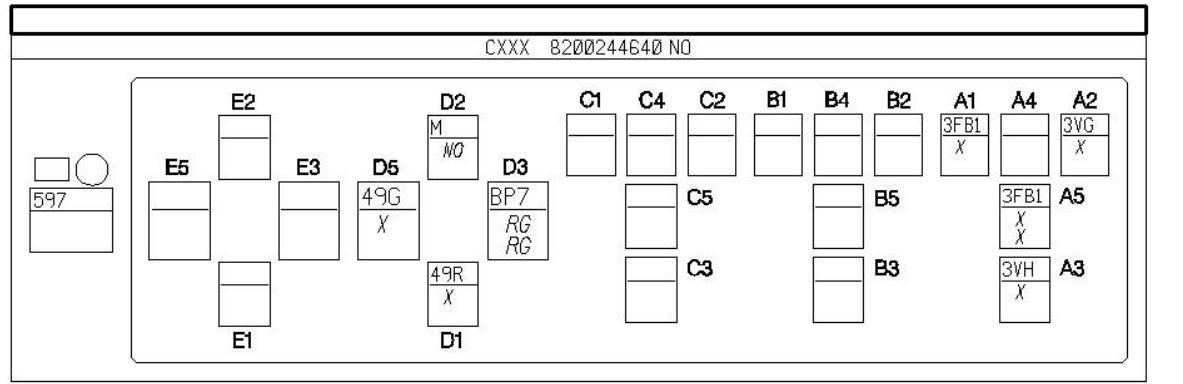 CXXX 8200244640 NO
E2 D2 C1 C4 C2 B1 B4 B2 A1 A4 A2
M 3FB1 3VG
NO X X
E5 E3 D5 D3
597 49G BP7 C5 B5 3FB1 A5
X RG X
RG X
49R C3 B3 3VH A3
X X
E1 D1